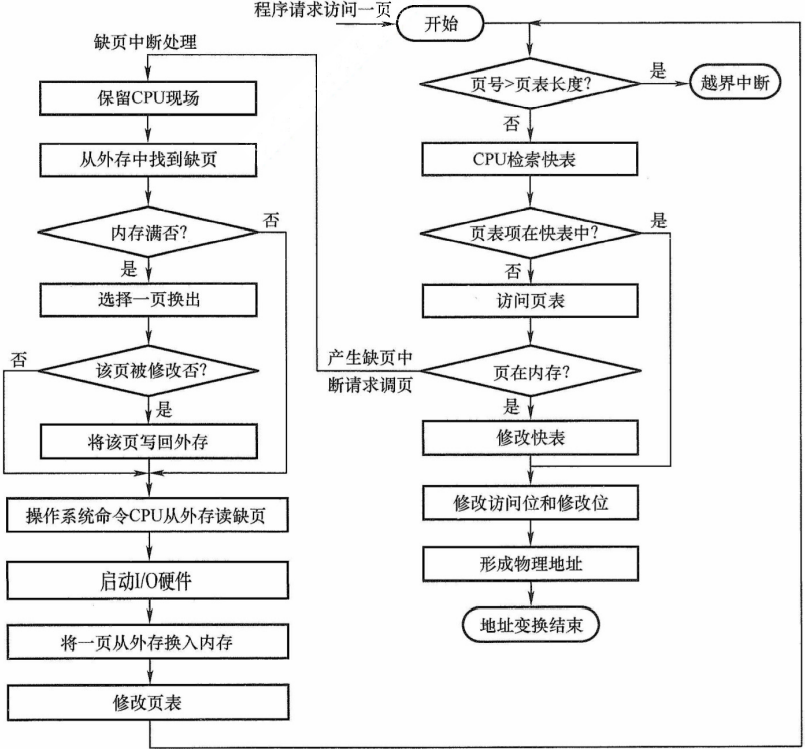 程序请求访问一页
开始
缺页中断处理
保留CPU现场
从外存中找到缺页
内存满否?
否
是
选择一页换出
否
该页被修改否?
是
将该页写回外存
操作系统命令CPU从外存读缺页
启动I/O硬件
将一页从外存换入内存
修改页表
页号>页表长度?
是
越界中断
否
CPU检索快表
页表项在快表中?
是
否
访问页表
产生缺页中
断请求调页
页在内存?
是
修改快表
修改访问位和修改位
形成物理地址
地址变换结束